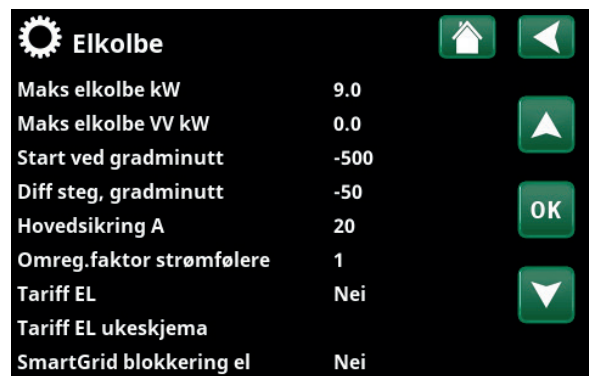 Elkolbe
Maks elkolbe kW 9.0
Maks elkolbe VV kW 0.0
Start ved gradminutt -500
Diff steg, gradminutt -50
OK
Hovedsikring A 20
Omreg.faktor strømfølere 1
Tariff EL Nei
Tariff EL ukeskjema
SmartGrid blokkering el Nei